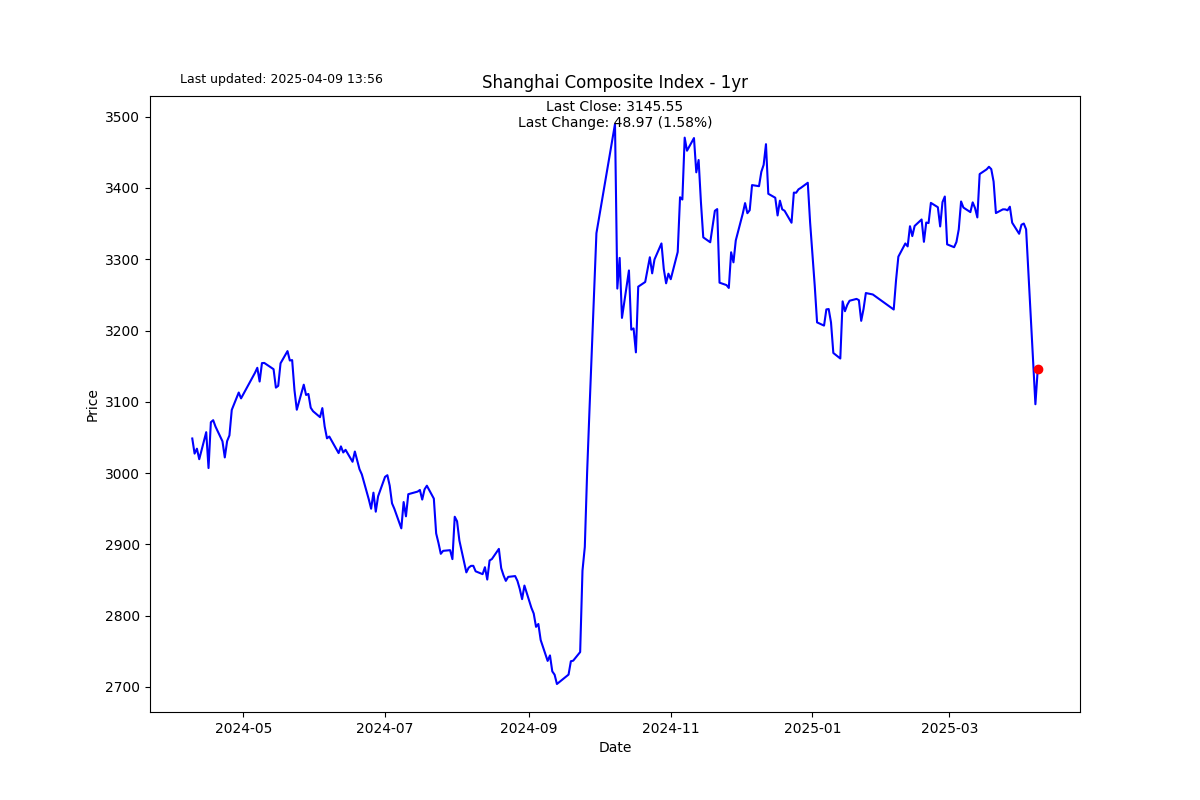 Last updated: 2025-04-09 13:56
Shanghai Composite Index - 1yr
Last Close: 3145.55
Last Change: 48.97 (1.58%)
3500
3400
3300
3200
3100
3000
2900
2800
2700
Price
2024-05
2024-07
2024-09
2024-11
2025-01
2025-03
Date